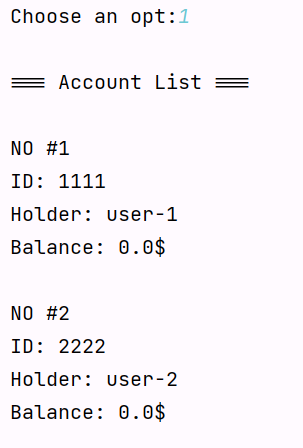 Choose an opt:1
=== Account List ===
NO #1
ID: 1111
Holder: user-1
Balance: 0.0$
NO #2
ID: 2222
Holder: user-2
Balance: 0.0$